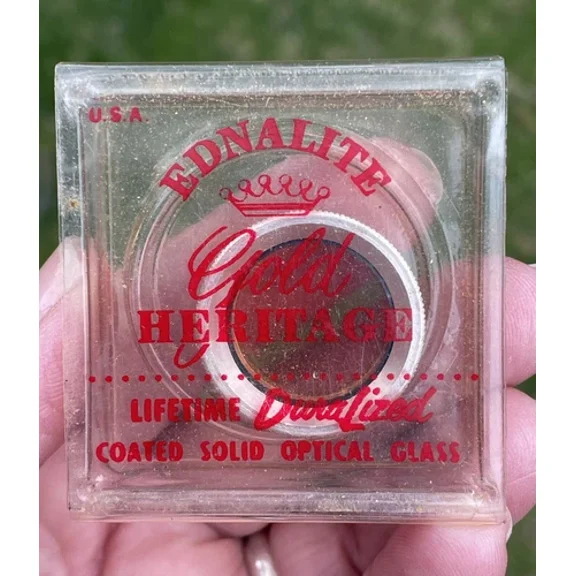 U.S.A.
EDNALITE
Gold
HERITAGE
LIFETIME DuraLized
COATED SOLID OPTICAL GLASS